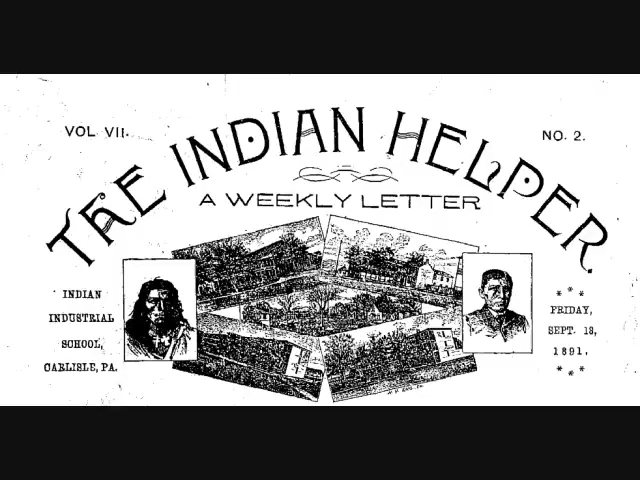 VOL. VII.
NO. 2.
THE INDIAN HELPER.
A WEEKLY LETTER
INDIAN
INDUSTRIAL
SCHOOL,
CARLISLE, PA.
* * *
FRIDAY,
SEPT. 18,
1891.
* * *